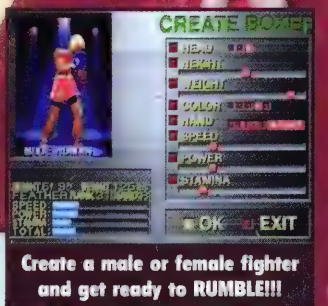 CREATE BOXER
HEAD
HEIGHT
WEIGHT
COLOR
HAND
SPEED
POWER
STAMINA
FEATHER
SPEED
POWER
TOTAL
OK EXIT
Create a male or female fighter
and get ready to RUMBLE!!!